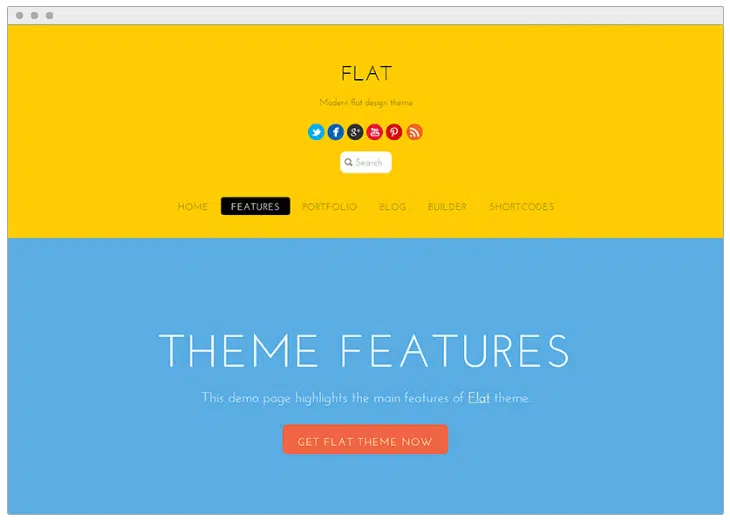 FLAT
Modern flat design theme
Search
HOME FEATURES PORTFOLIO BLOG BUILDER SHORTCODES
THEME FEATURES
This demo page highlights the main features of Flat theme.
GET FLAT THEME NOW